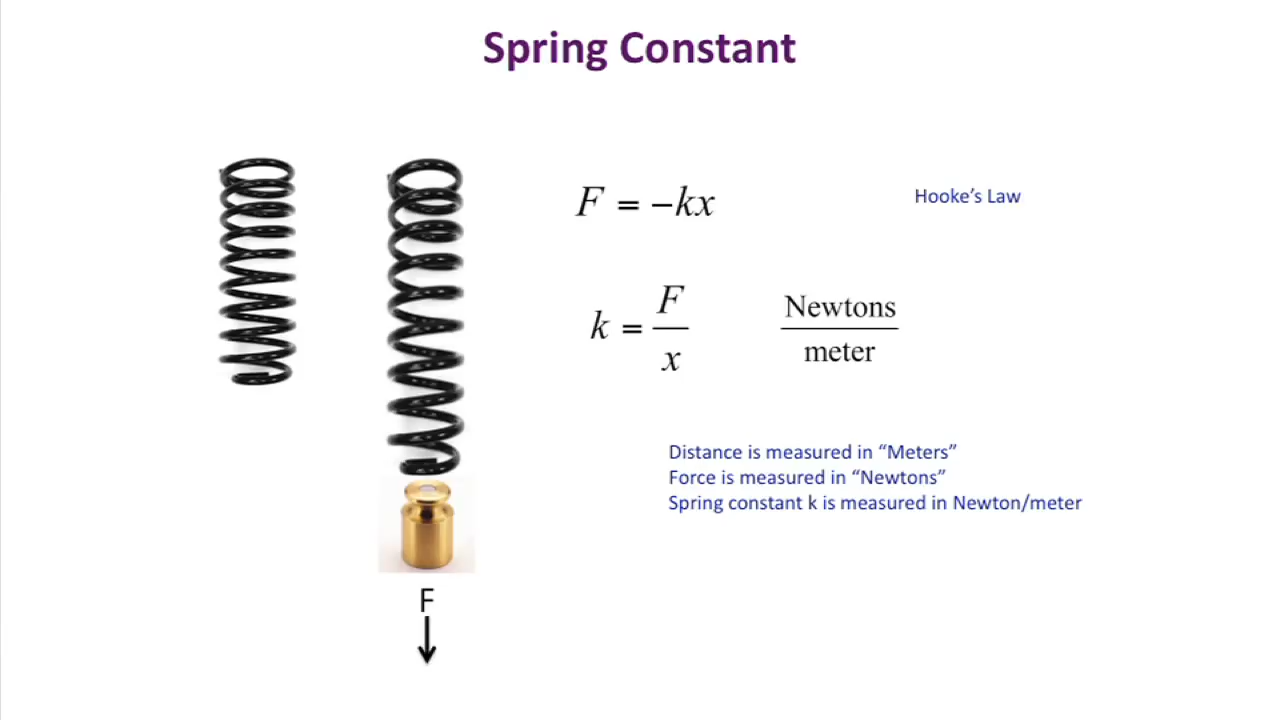 Spring Constant
F = −kx
Hooke's Law
k = F/x
Newtons
meter
Distance is measured in “Meters”
Force is measured in “Newtons”
Spring constant k is measured in Newton/meter
F